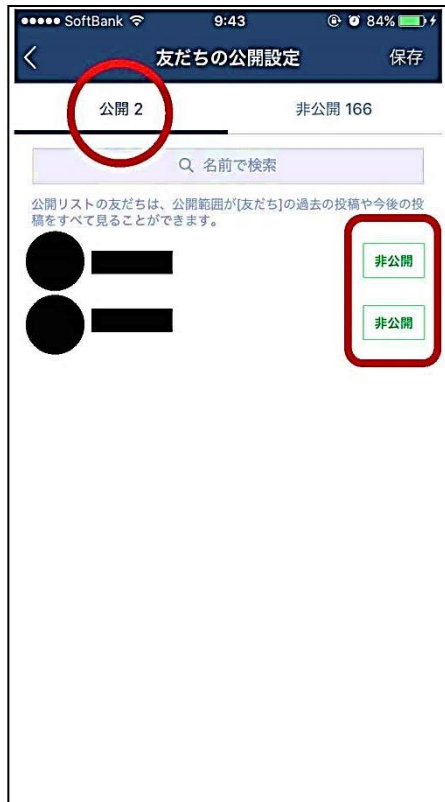 SoftBank 9:43 84%
友だちの公開設定 保存
公開 2 非公開 166
名前で検索
公開リストの友だちは、公開範囲が[友だち]の過去の投稿や今後の投
稿をすべて見ることができます。
非公開
非公開